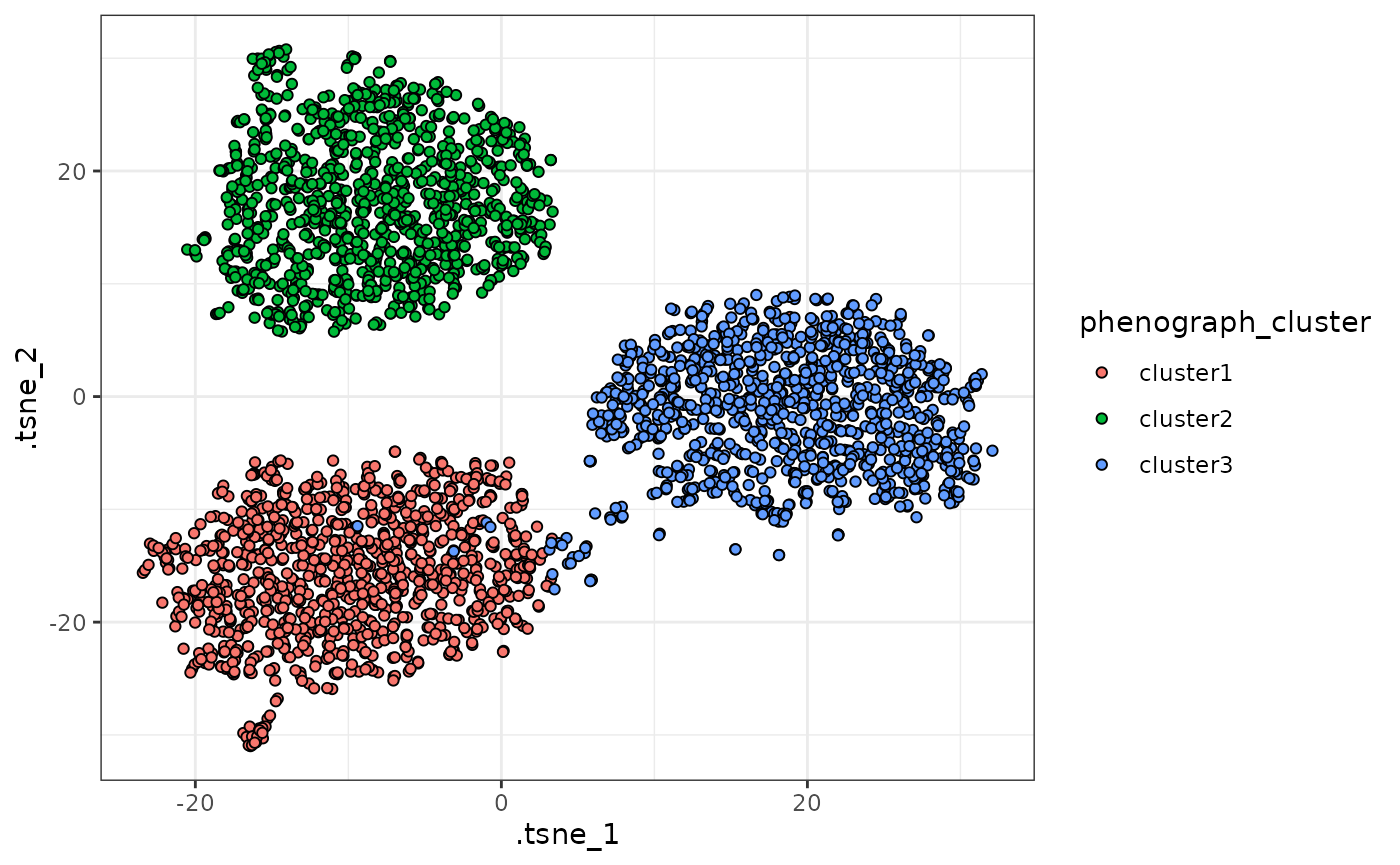 20
0
-20
.tsne_2
-20
0
20
.tsne_1
phenograph_cluster
cluster1
cluster2
cluster3